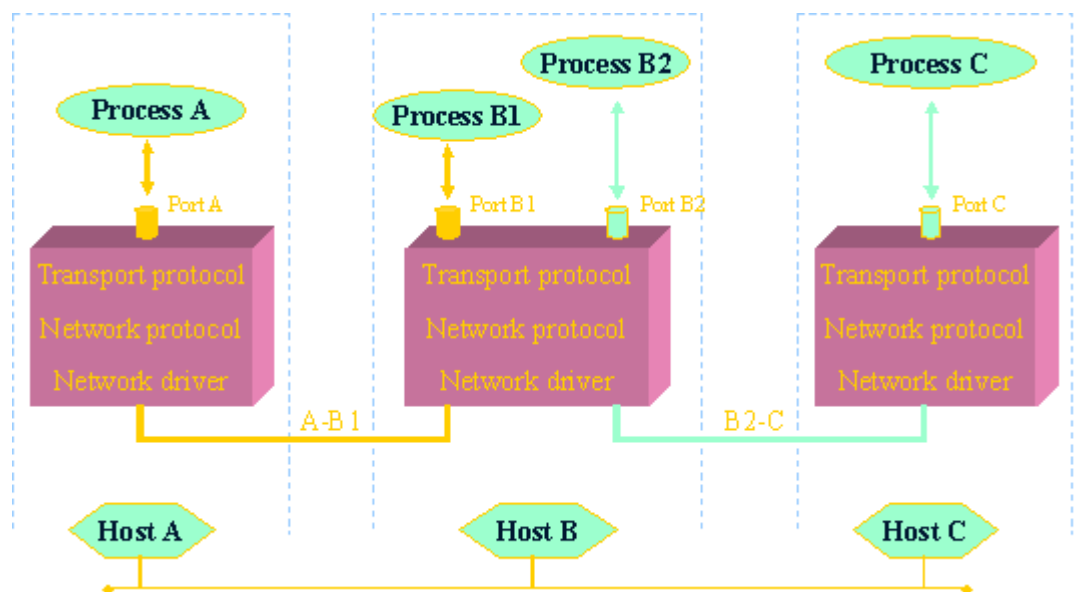 Process B2
Process C
Process A
Process B1
Port A
Port B1
Port B2
Port C
Transport protocol
Network protocol
Network driver
Transport protocol
Network protocol
Network driver
Transport protocol
Network protocol
Network driver
A-B1
B2-C
Host A
Host B
Host C